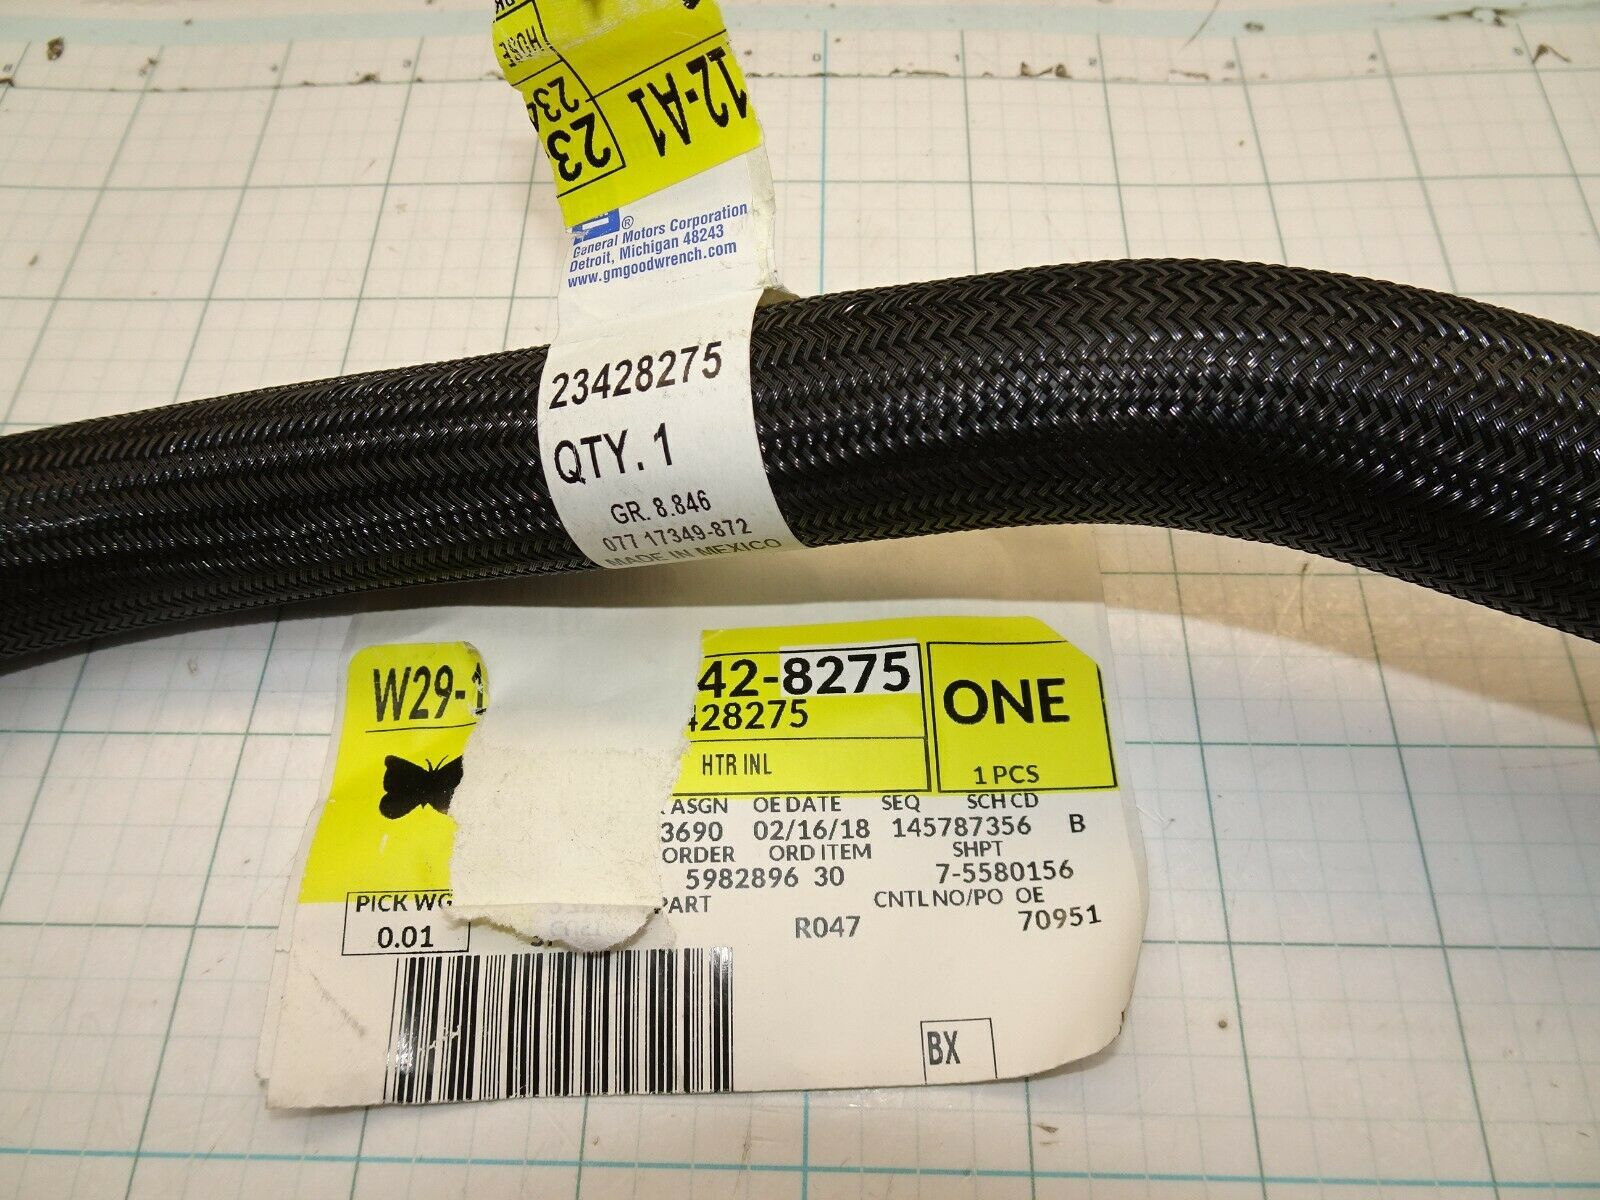 HOSE
234
23
12-A1
®
General Motors Corporation
Detroit, Michigan 48243
www.gmgoodwrench.com
23428275
QTY. 1
GR. 8.846
077 17349-872
MADE IN MEXICO
W29-1
42-8275
428275
ONE
HTR INL
1 PCS
ASGN OE DATE SEQ SCH CD
3690 02/16/18 145787356 B
ORDER ORD ITEM SHPT
5982896 30 7-5580156
PICK WG PART CNTL NO/PO OE
0.01 R047 70951
BX